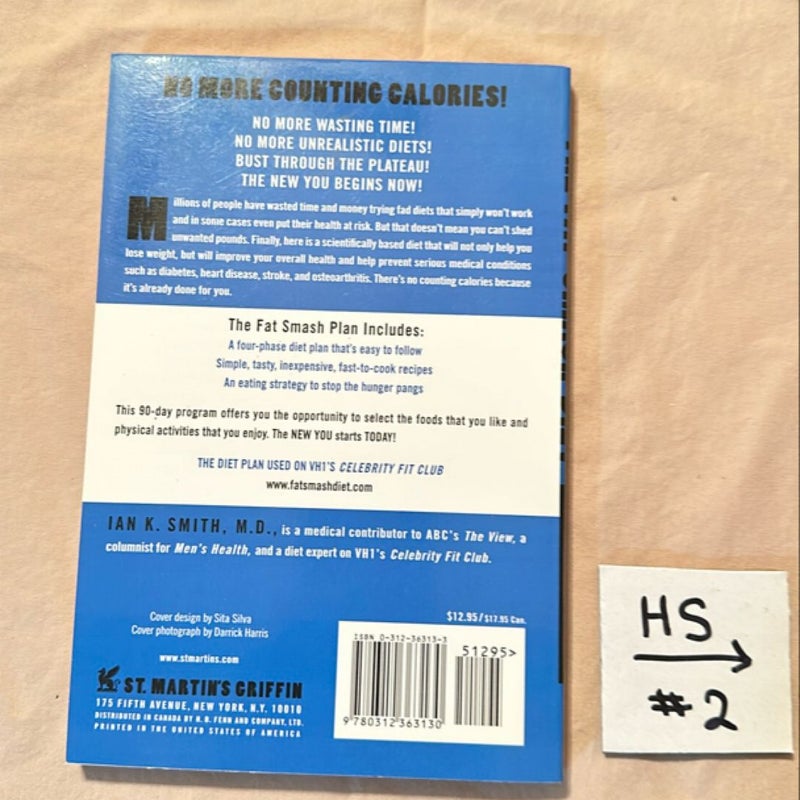 NO MORE COUNTING CALORIES!
NO MORE WASTING TIME!
NO MORE UNREALISTIC DIETS!
BUST THROUGH THE PLATEAU!
THE NEW YOU BEGINS NOW!
Millions of people have wasted time and money trying fad diets that simply won't work
and in some cases even put their health at risk. But that doesn't mean you can't shed
unwanted pounds. Finally, here is a scientifically based diet that will not only help you
lose weight, but will improve your overall health and help prevent serious medical conditions
such as diabetes, heart disease, stroke, and osteoarthritis. There's no counting calories because
it's already done for you.
The Fat Smash Plan Includes:
A four-phase diet plan that's easy to follow
Simple, tasty, inexpensive, fast-to-cook recipes
An eating strategy to stop the hunger pangs
This 90-day program offers you the opportunity to select the foods that you like and
physical activities that you enjoy. The NEW YOU starts TODAY!
THE DIET PLAN USED ON VH1'S CELEBRITY FIT CLUB
www.fatsmashdiet.com
IAN K. SMITH, M.D., is a medical contributor to ABC's The View, a
columnist for Men's Health, and a diet expert on VH1's Celebrity Fit Club.
Cover design by Sita Silva
Cover photograph by Darrick Harris
www.stmartins.com
ST. MARTIN'S GRIFFIN
175 FIFTH AVENUE, NEW YORK, N.Y. 10010
DISTRIBUTED IN CANADA BY H. B. FENN AND COMPANY, LTD.
PRINTED IN THE UNITED STATES OF AMERICA
$12.95/$17.95 Can.
ISBN 0-312-36313-3
51295>
9 780312 363130
HS
#2